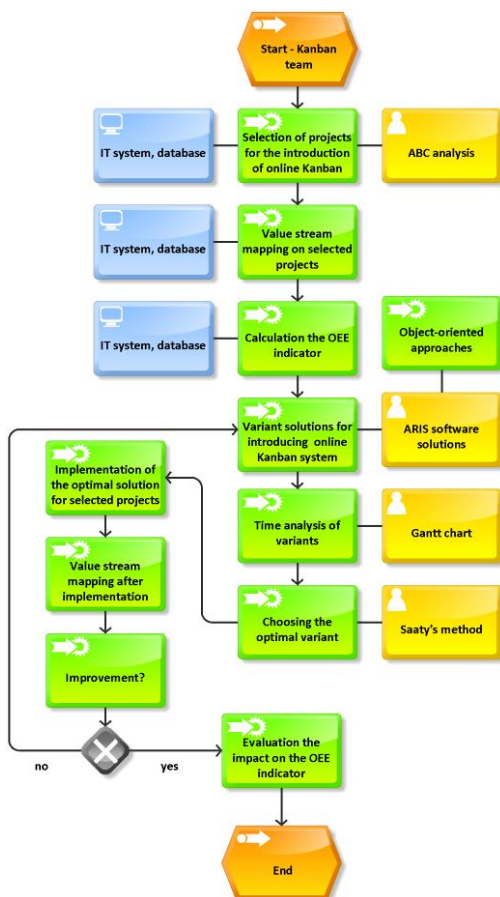 Start - Kanban
team
IT system, database
Selection of projects
for the introduction
of online Kanban
ABC analysis
IT system, database
Value stream
mapping on selected
projects
IT system, database
Calculation the OEE
indicator
Object-oriented
approaches
Variant solutions for
introducing online
Kanban system
ARIS software
solutions
Implementation of
the optimal solution
for selected projects
Time analysis of
variants
Gantt chart
Value stream
mapping after
implementation
Choosing the
optimal variant
Saaty's method
Improvement?
no
yes
Evaluation the
impact on the OEE
indicator
End